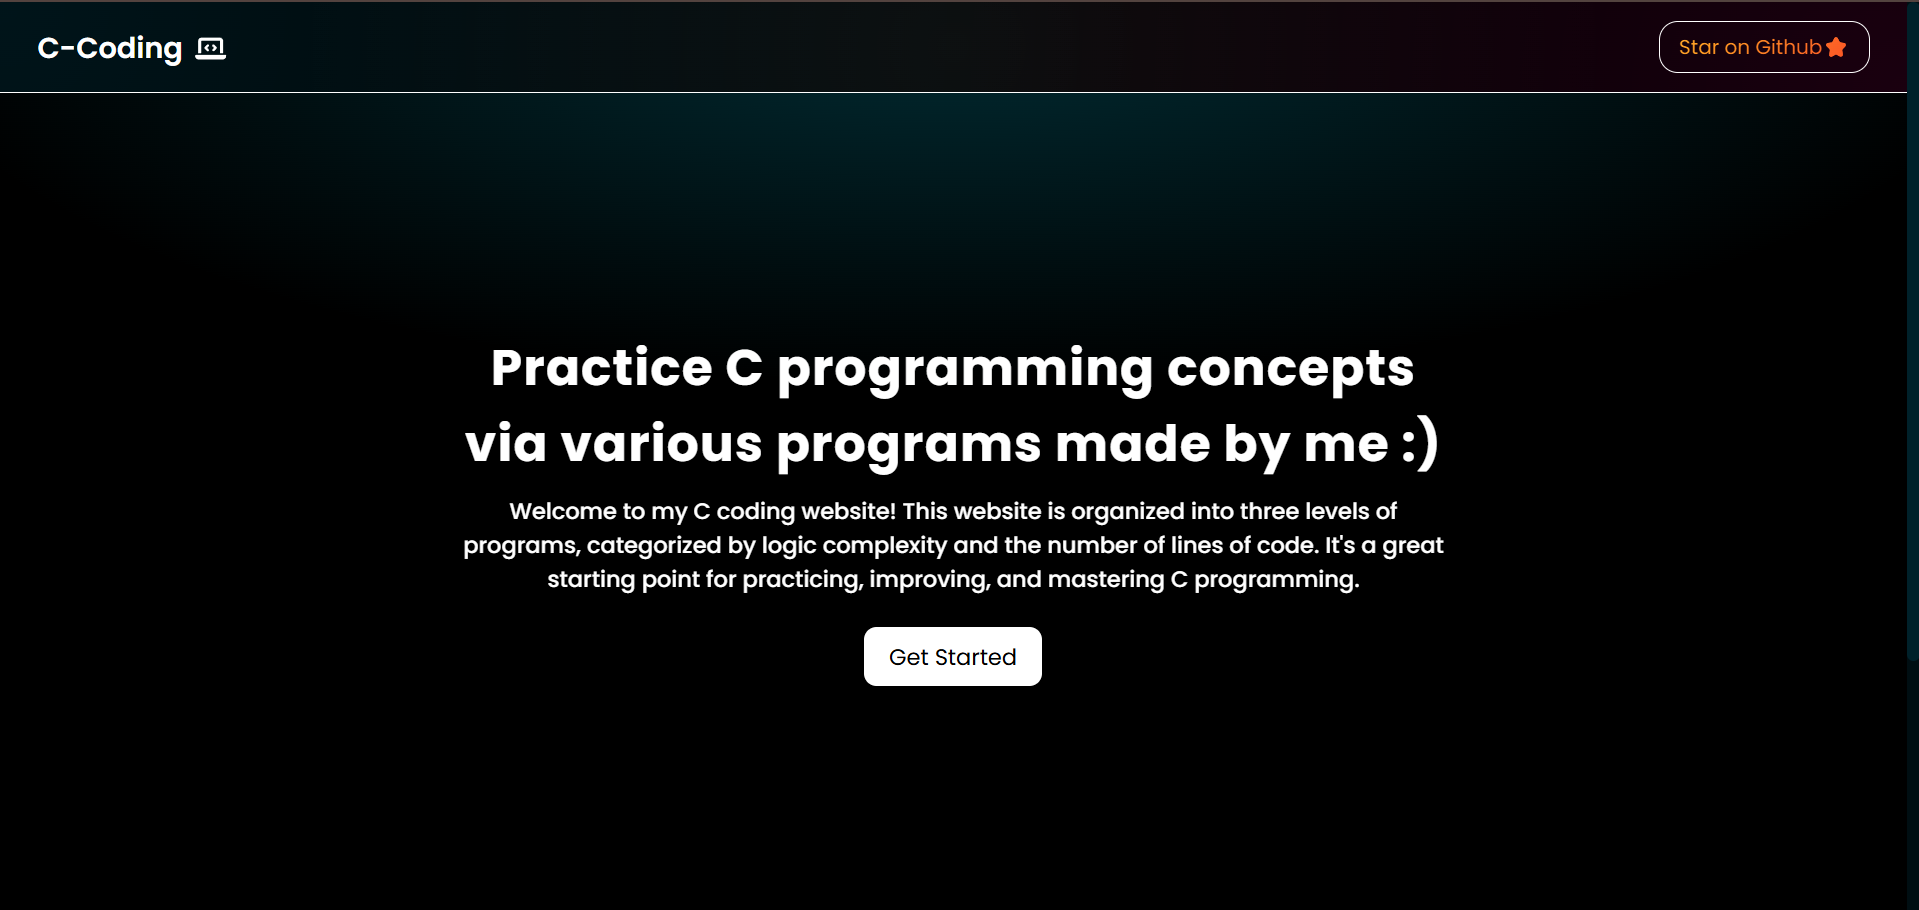 C-Coding
Star on Github
Practice C programming concepts
via various programs made by me :)
Welcome to my C coding website! This website is organized into three levels of
programs, categorized by logic complexity and the number of lines of code. It's a great
starting point for practicing, improving, and mastering C programming.
Get Started